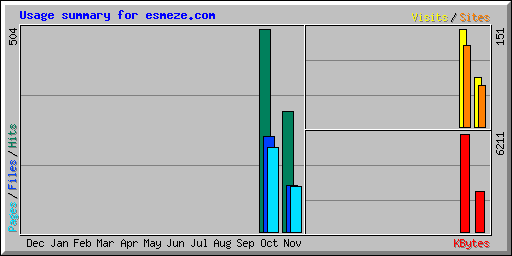 Usage summary for esmeze.com
Visits / Sites
504
151
Pages / Files / Hits
6211
Dec Jan Feb Mar Apr May Jun Jul Aug Sep Oct Nov
KBytes